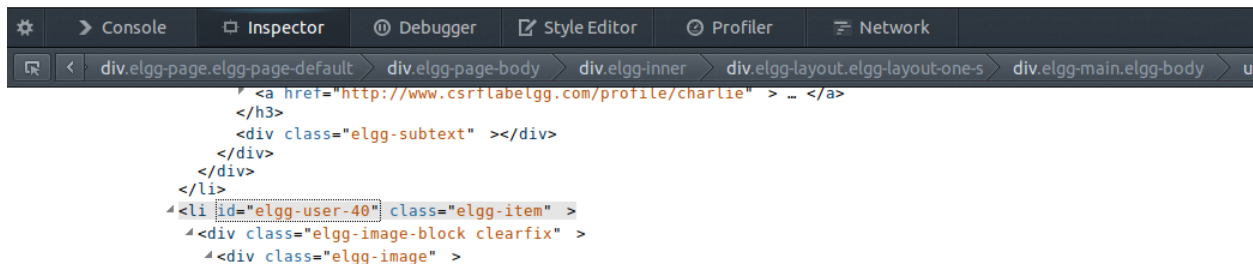 Console Inspector Debugger Style Editor Profiler Network
div.elgg-page.elgg-page-default div.elgg-page-body div.elgg-inner div.elgg-layout.elgg-layout-one-s div.elgg-main.elgg-body u
<a href="http://www.csrflabelgg.com/profile/charlie" > … </a>
</h3>
<div class="elgg-subtext" ></div>
</div>
</div>
</li>
<li id="elgg-user-40" class="elgg-item" >
<div class="elgg-image-block clearfix" >
<div class="elgg-image" >